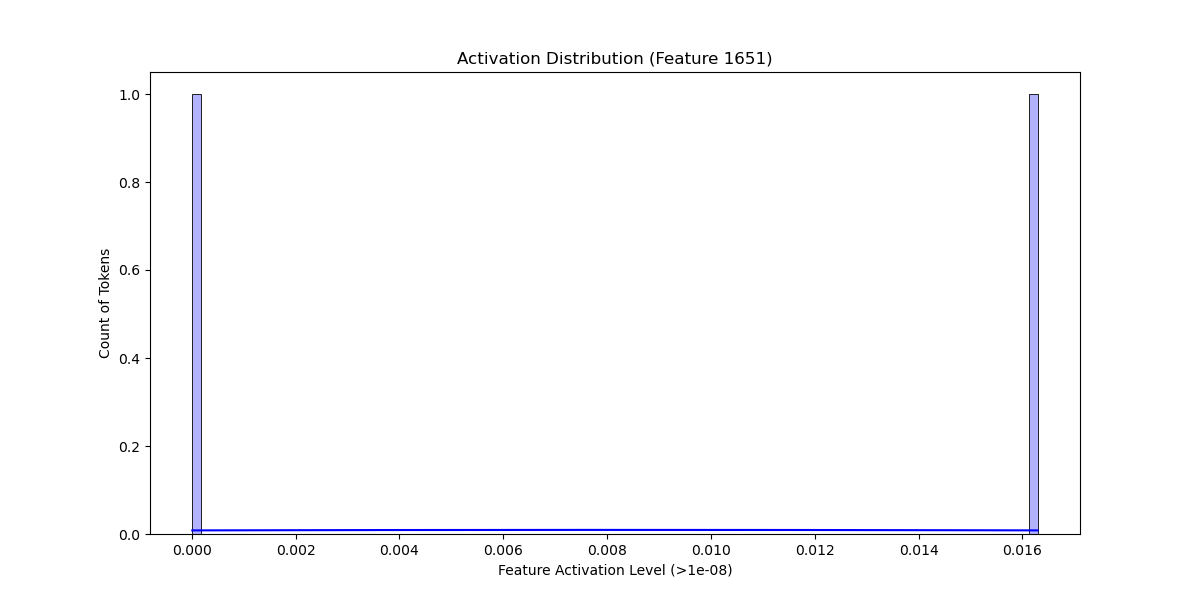 Activation Distribution (Feature 1651)
1.0
0.8
0.6
0.4
0.2
0.0
Count of Tokens
0.000 0.002 0.004 0.006 0.008 0.010 0.012 0.014 0.016
Feature Activation Level (>1e-08)